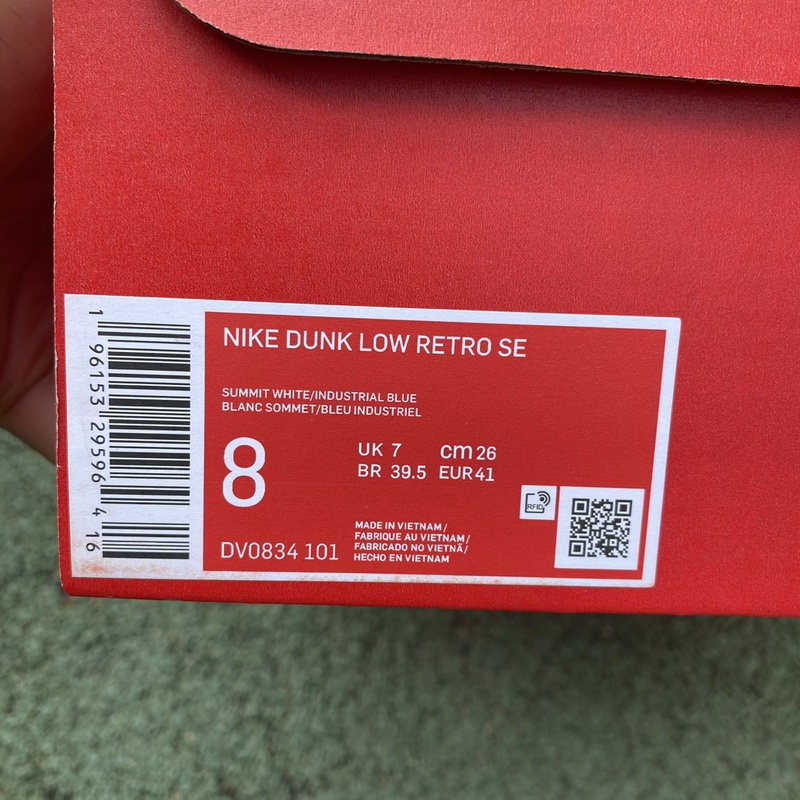 1 96153 29596 4 16
NIKE DUNK LOW RETRO SE
SUMMIT WHITE/INDUSTRIAL BLUE
BLANC SOMMET/BLEU INDUSTRIEL
8
UK 7 cm 26
BR 39.5 EUR 41
RFID
DV0834 101
MADE IN VIETNAM/
FABRIQUE AU VIETNAM/
FABRICADO NO VIETNÃ/
HECHO EN VIETNAM